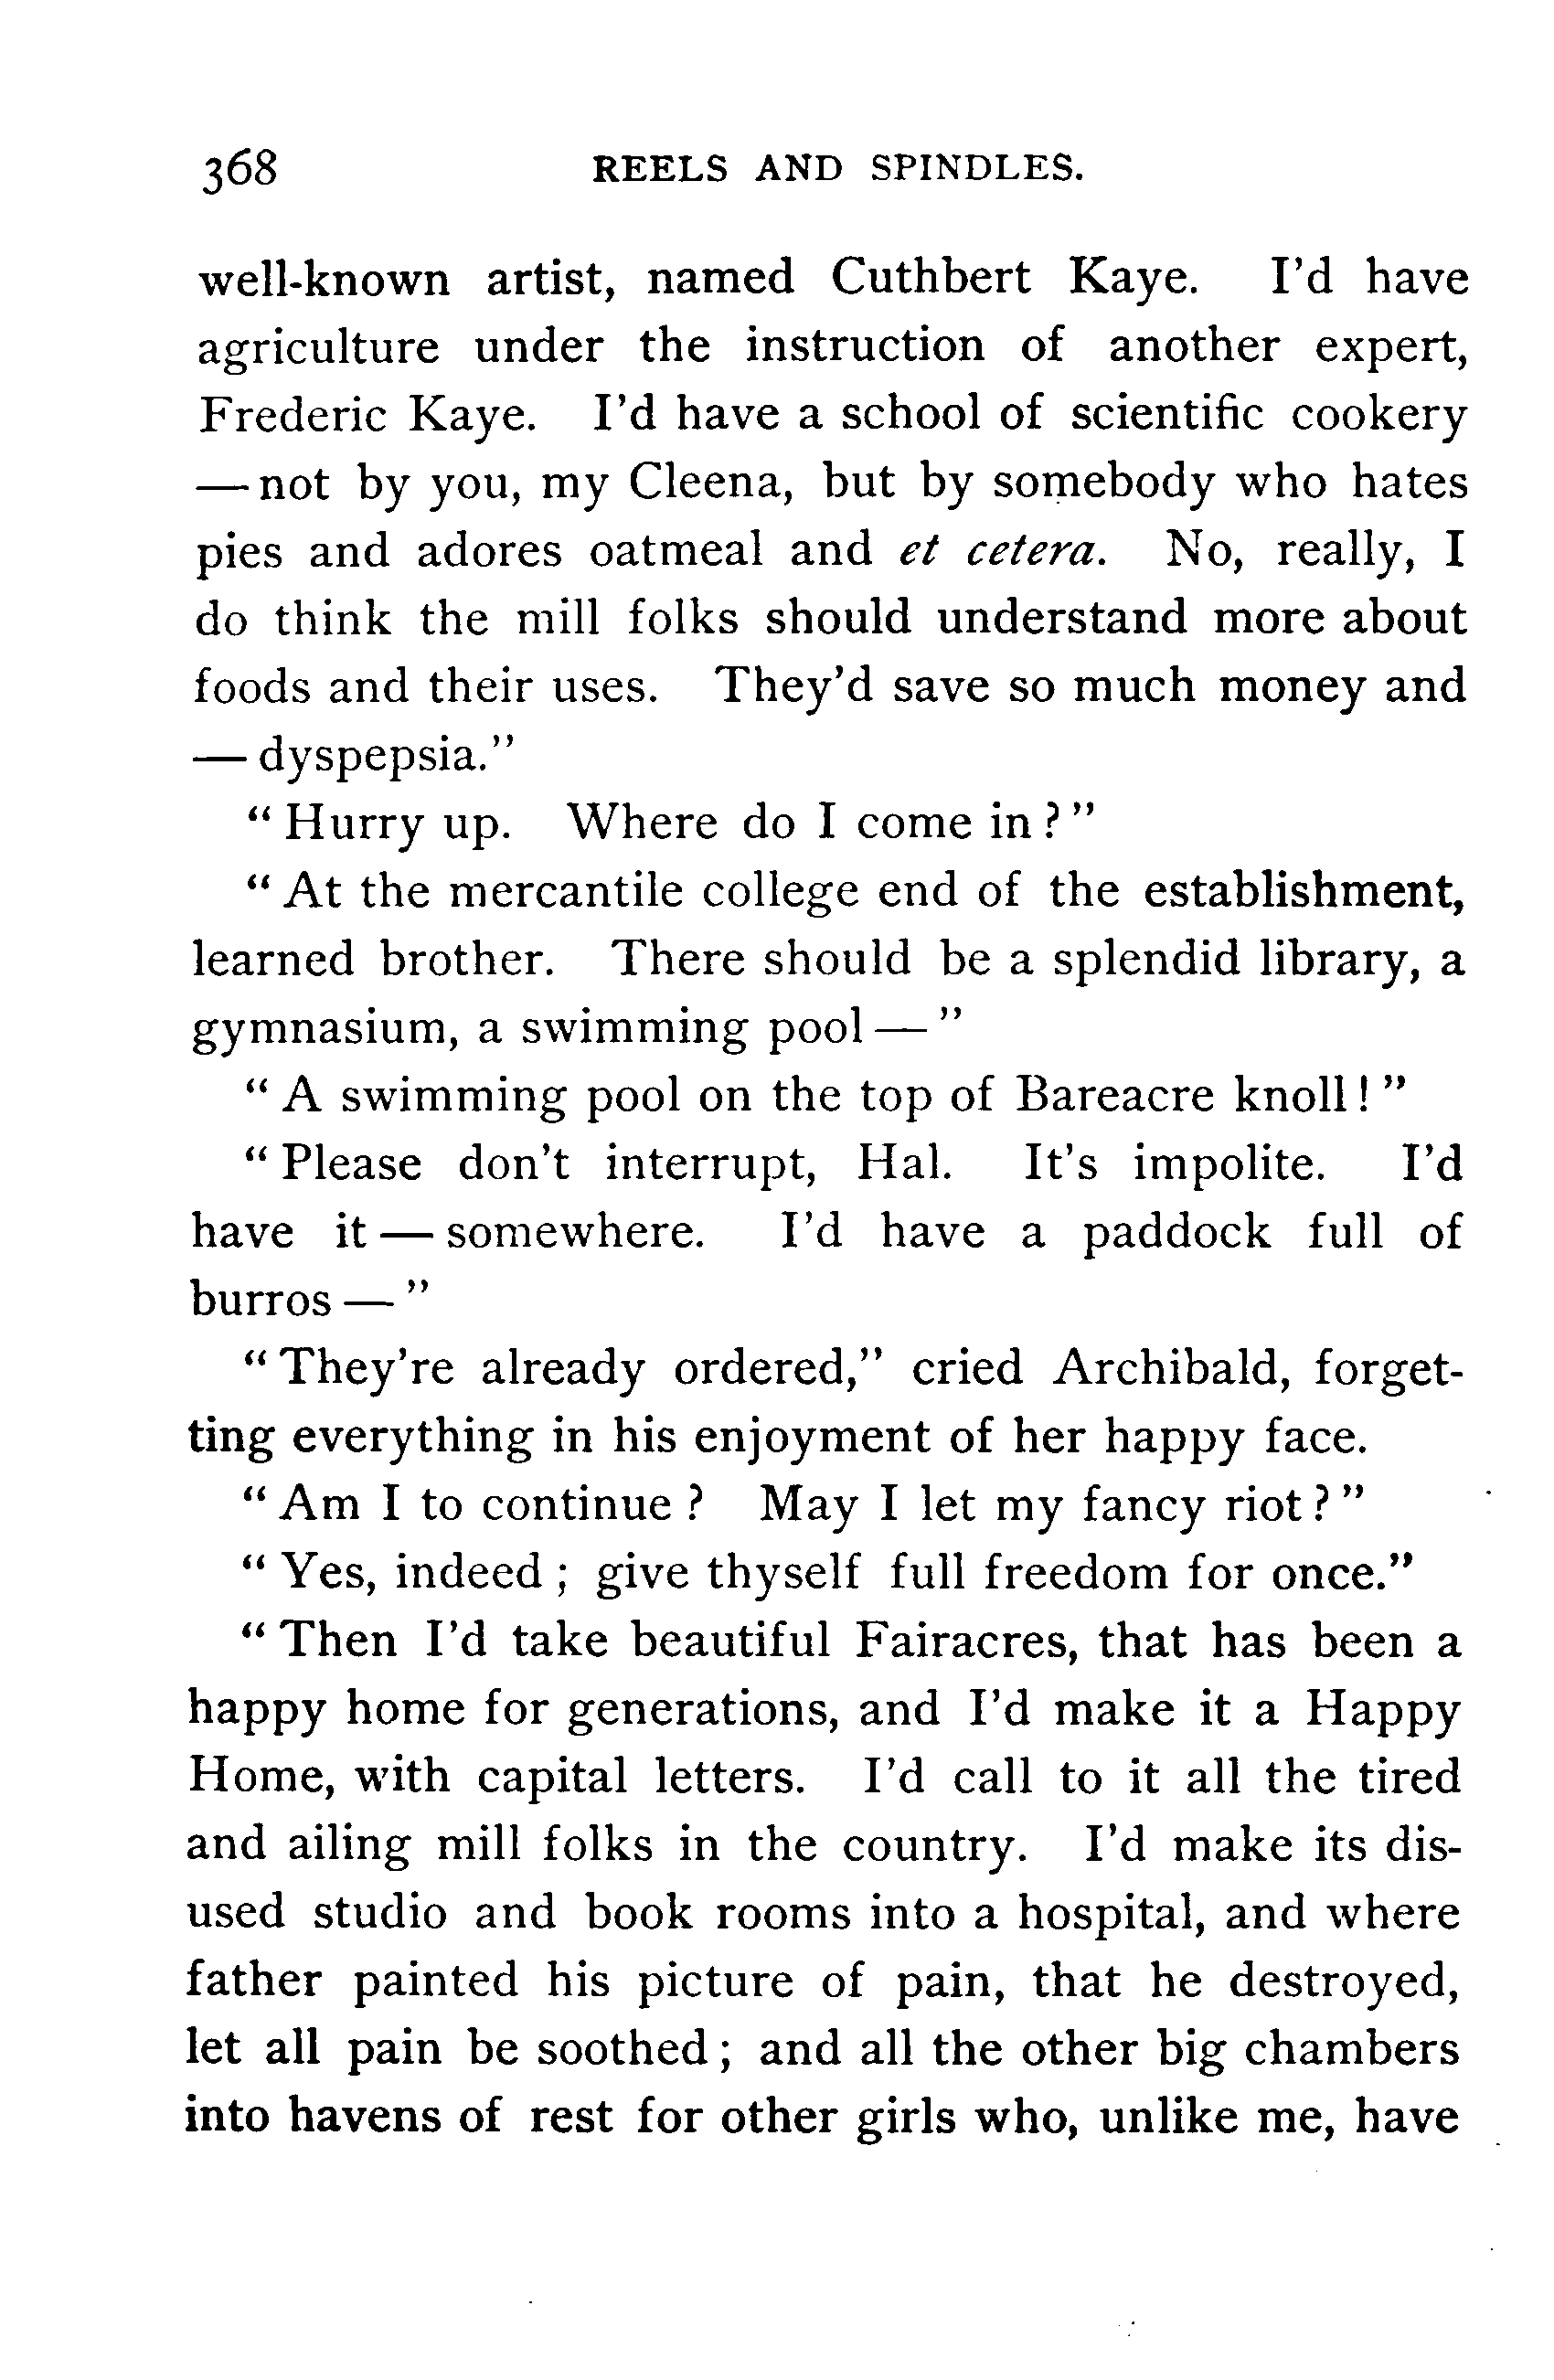 368 REELS AND SPINDLES.
well-known artist, named Cuthbert Kaye. I'd have
agriculture under the instruction of another expert,
Frederic Kaye. I'd have a school of scientific cookery
— not by you, my Cleena, but by somebody who hates
pies and adores oatmeal and et cetera. No, really, I
do think the mill folks should understand more about
foods and their uses. They'd save so much money and
— dyspepsia."
"Hurry up. Where do I come in?"
"At the mercantile college end of the establishment,
learned brother. There should be a splendid library, a
gymnasium, a swimming pool — "
"A swimming pool on the top of Bareacre knoll!"
"Please don't interrupt, Hal. It's impolite. I'd
have it — somewhere. I'd have a paddock full of
burros — "
"They're already ordered," cried Archibald, forget-
ting everything in his enjoyment of her happy face.
"Am I to continue? May I let my fancy riot?"
"Yes, indeed; give thyself full freedom for once."
"Then I'd take beautiful Fairacres, that has been a
happy home for generations, and I'd make it a Happy
Home, with capital letters. I'd call to it all the tired
and ailing mill folks in the country. I'd make its dis-
used studio and book rooms into a hospital, and where
father painted his picture of pain, that he destroyed,
let all pain be soothed; and all the other big chambers
into havens of rest for other girls who, unlike me, have